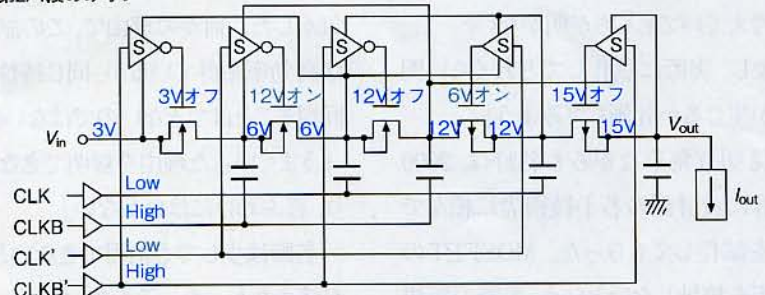 S S S S S
3Vオフ 12Vオン 12Vオフ 6Vオン 15Vオフ
Vin 3V 6V 6V 12V 12V 15V Vout
CLK Low
CLKB High
CLK' Low
CLKB' High
Iout